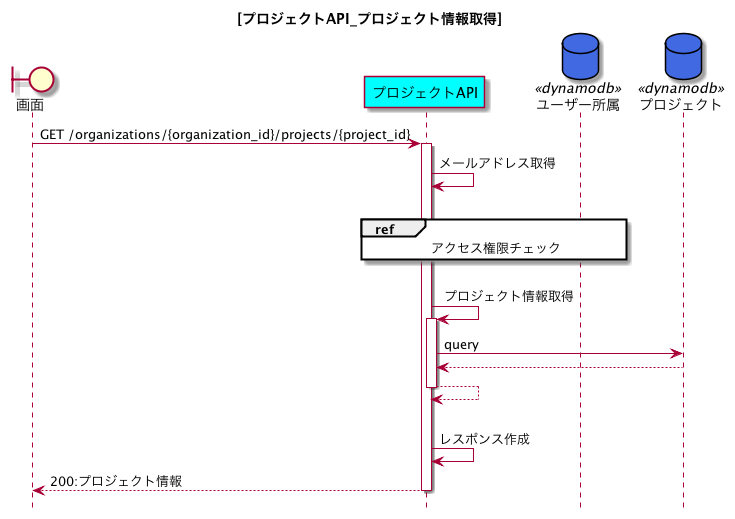 [プロジェクトAPI_プロジェクト情報取得]
画面
プロジェクトAPI
«dynamodb»
ユーザー所属
«dynamodb»
プロジェクト
GET /organizations/{organization_id}/projects/{project_id}
メールアドレス取得
ref
アクセス権限チェック
プロジェクト情報取得
query
レスポンス作成
200:プロジェクト情報